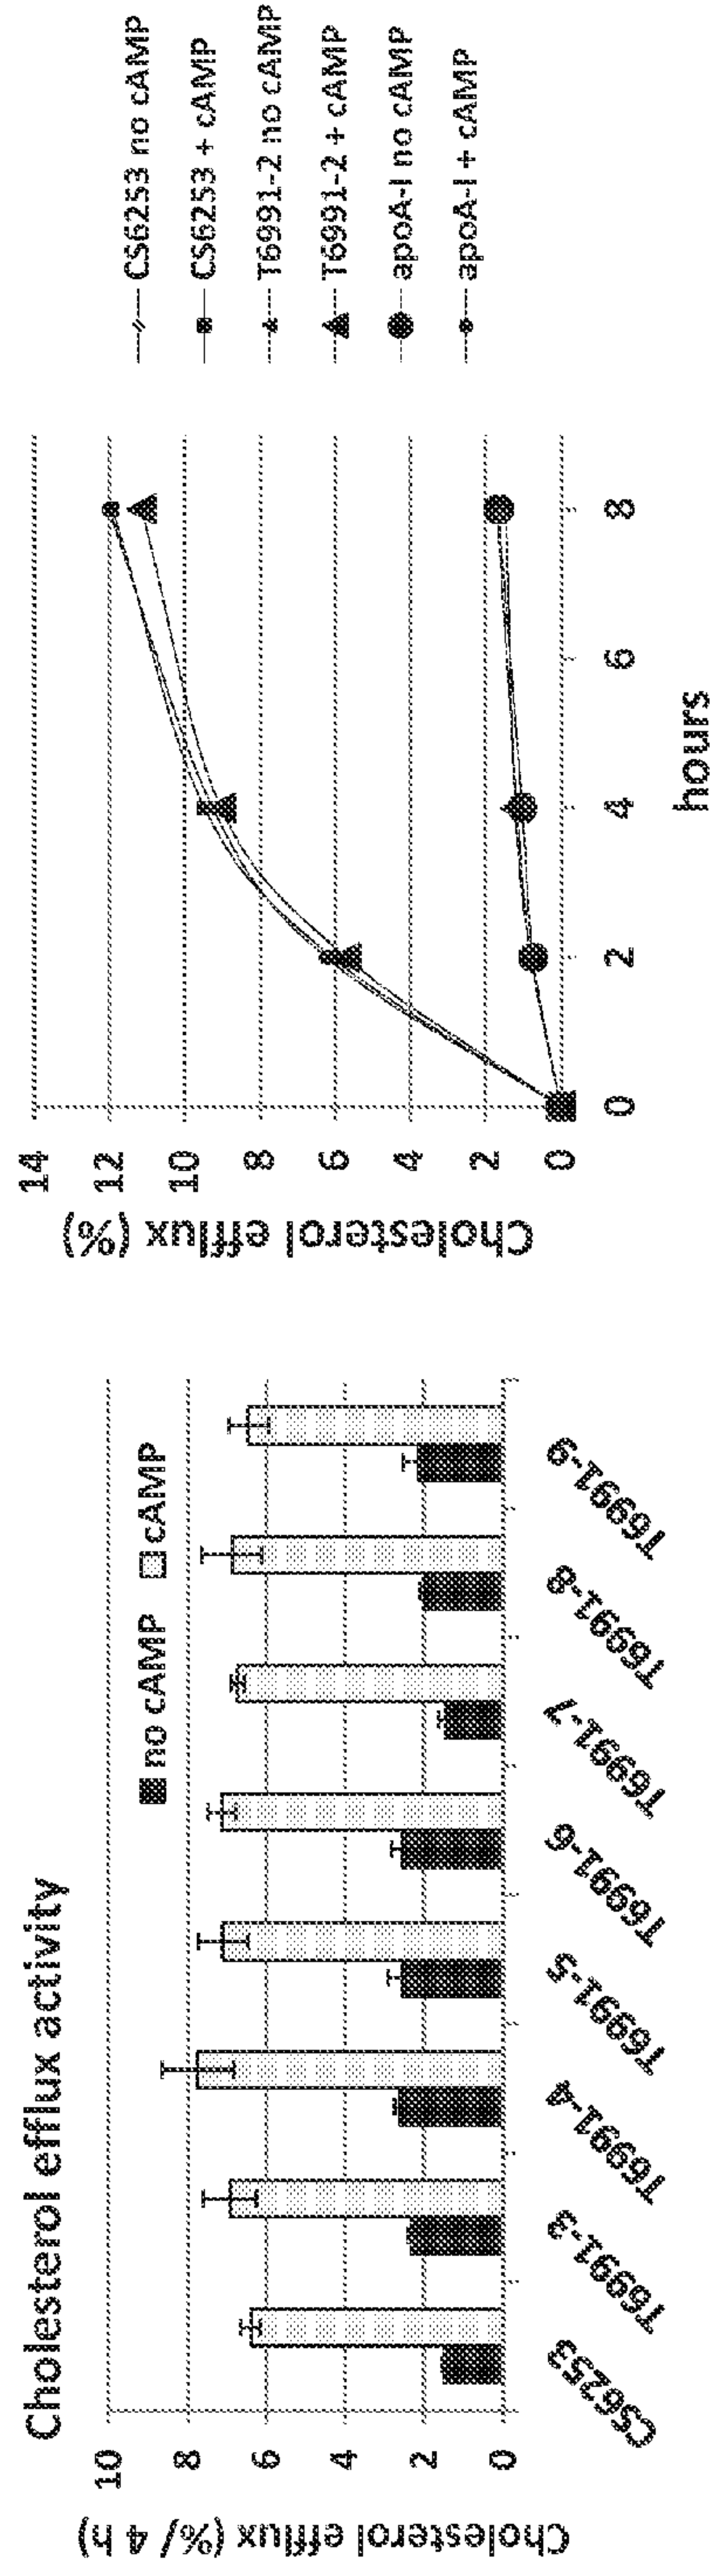 Cholesterol efflux activity
no cAMP
cAMP
10
8
6
4
2
0
Cholesterol efflux (%/ 4 h)
CS6253
T6991-3
T6991-4
T6991-5
T6991-6
T6991-7
T6991-8
T6991-9
14
12
10
8
6
4
2
0
Cholesterol efflux (%)
0
2
4
6
8
hours
CS6253 no cAMP
CS6253 + cAMP
T6991-2 no cAMP
T6991-2 + cAMP
apoA-I no cAMP
apoA-I + cAMP